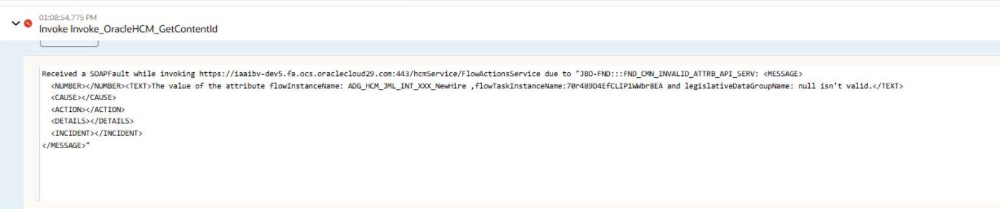 01:08:54.775 PM
Invoke Invoke_OracleHCM_GetContentId
Received a SOAPFault while invoking https://iaaibv-dev5.fa.ocs.oraclecloud29.com:443/hcmService/FlowActionsService due to "JBO-FND:::FND_CMN_INVALID_ATTRB_API_SERV: <MESSAGE>
<NUMBER></NUMBER><TEXT>The value of the attribute flowInstanceName: ADG_HCM_JML_INT_XXX_NewHire ,flowTaskInstanceName:70r489D4EfCLIP1WWbr8EA and legislativeDataGroupName: null isn't valid.</TEXT>
<CAUSE></CAUSE>
<ACTION></ACTION>
<DETAILS></DETAILS>
<INCIDENT></INCIDENT>
</MESSAGE>"